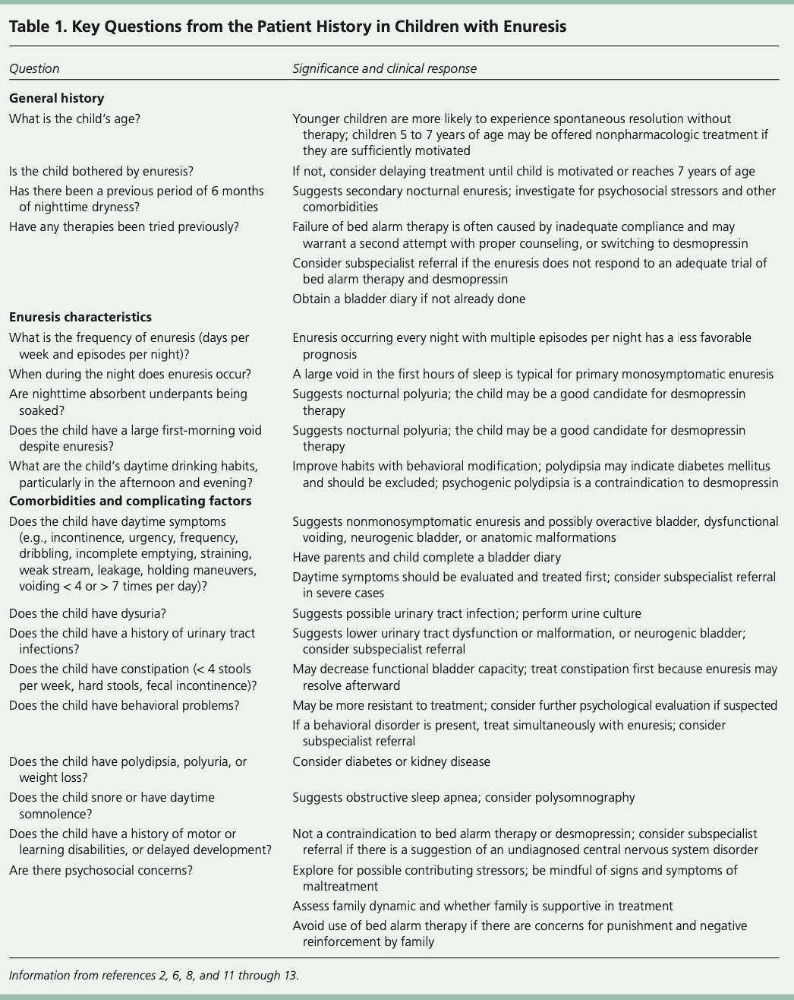 Table 1. Key Questions from the Patient History in Children with Enuresis
Question
Significance and clinical response
General history
What is the child’s age?
Younger children are more likely to experience spontaneous resolution without
therapy; children 5 to 7 years of age may be offered nonpharmacologic treatment if
they are sufficiently motivated
Is the child bothered by enuresis?
If not, consider delaying treatment until child is motivated or reaches 7 years of age
Has there been a previous period of 6 months
of nighttime dryness?
Suggests secondary nocturnal enuresis; investigate for psychosocial stressors and other
comorbidities
Have any therapies been tried previously?
Failure of bed alarm therapy is often caused by inadequate compliance and may
warrant a second attempt with proper counseling, or switching to desmopressin
Consider subspecialist referral if the enuresis does not respond to an adequate trial of
bed alarm therapy and desmopressin
Obtain a bladder diary if not already done
Enuresis characteristics
What is the frequency of enuresis (days per
week and episodes per night)?
Enuresis occurring every night with multiple episodes per night has a less favorable
prognosis
When during the night does enuresis occur?
A large void in the first hours of sleep is typical for primary monosymptomatic enuresis
Are nighttime absorbent underpants being
soaked?
Suggests nocturnal polyuria; the child may be a good candidate for desmopressin
therapy
Does the child have a large first-morning void
despite enuresis?
Suggests nocturnal polyuria; the child may be a good candidate for desmopressin
therapy
What are the child’s daytime drinking habits,
particularly in the afternoon and evening?
Improve habits with behavioral modification; polydipsia may indicate diabetes mellitus
and should be excluded; psychogenic polydipsia is a contraindication to desmopressin
Comorbidities and complicating factors
Does the child have daytime symptoms
(e.g., incontinence, urgency, frequency,
dribbling, incomplete emptying, straining,
weak stream, leakage, holding maneuvers,
voiding < 4 or > 7 times per day)?
Suggests nonmonosymptomatic enuresis and possibly overactive bladder, dysfunctional
voiding, neurogenic bladder, or anatomic malformations
Have parents and child complete a bladder diary
Daytime symptoms should be evaluated and treated first; consider subspecialist referral
in severe cases
Does the child have dysuria?
Suggests possible urinary tract infection; perform urine culture
Does the child have a history of urinary tract
infections?
Suggests lower urinary tract dysfunction or malformation, or neurogenic bladder;
consider subspecialist referral
Does the child have constipation (< 4 stools
per week, hard stools, fecal incontinence)?
May decrease functional bladder capacity; treat constipation first because enuresis may
resolve afterward
Does the child have behavioral problems?
May be more resistant to treatment; consider further psychological evaluation if suspected
If a behavioral disorder is present, treat simultaneously with enuresis; consider
subspecialist referral
Does the child have polydipsia, polyuria, or
weight loss?
Consider diabetes or kidney disease
Does the child snore or have daytime
somnolence?
Suggests obstructive sleep apnea; consider polysomnography
Does the child have a history of motor or
learning disabilities, or delayed development?
Not a contraindication to bed alarm therapy or desmopressin; consider subspecialist
referral if there is a suggestion of an undiagnosed central nervous system disorder
Are there psychosocial concerns?
Explore for possible contributing stressors; be mindful of signs and symptoms of
maltreatment
Assess family dynamic and whether family is supportive in treatment
Avoid use of bed alarm therapy if there are concerns for punishment and negative
reinforcement by family
Information from references 2, 6, 8, and 11 through 13.